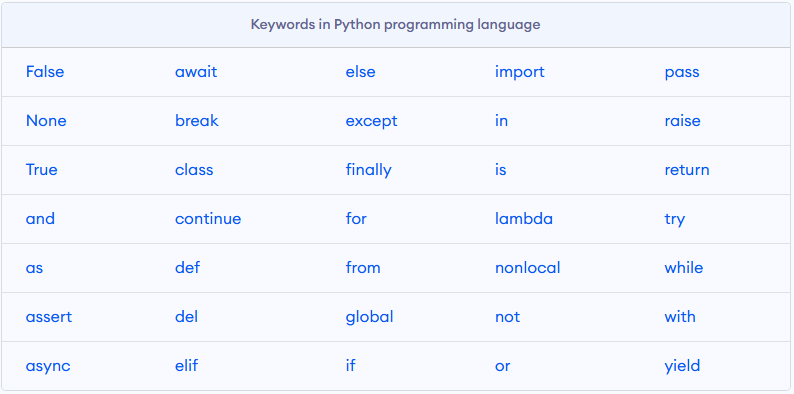 Keywords in Python programming language
False await else import pass
None break except in raise
True class finally is return
and continue for lambda try
as def from nonlocal while
assert del global not with
async elif if or yield